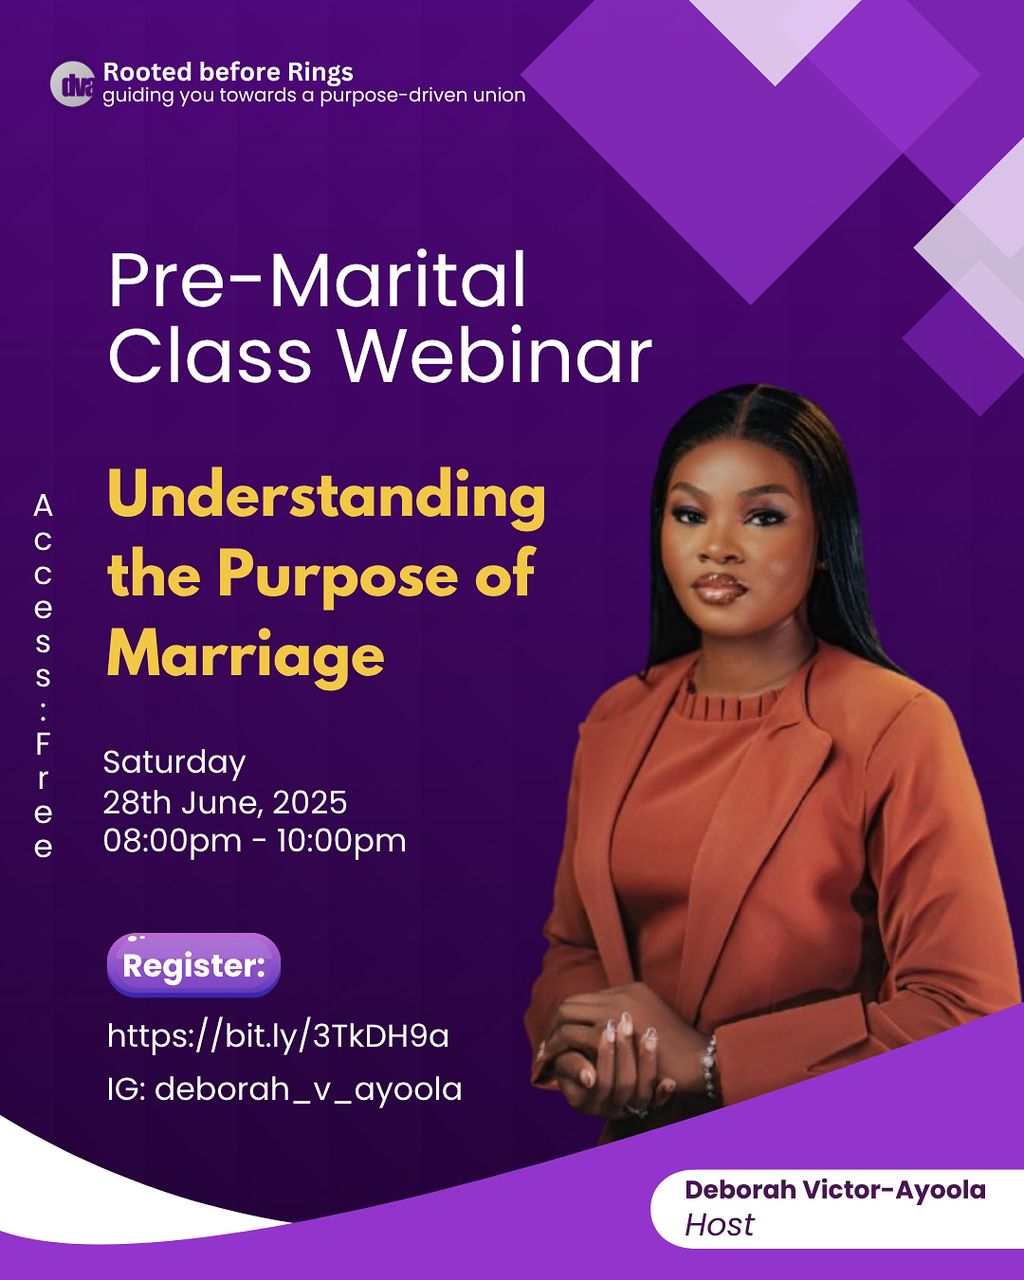 dva
Rooted before Rings
guiding you towards a purpose-driven union
Pre-Marital
Class Webinar
Understanding
the Purpose of
Marriage
Access:Free
Saturday
28th June, 2025
08:00pm - 10:00pm
Register:
https://bit.ly/3TkDH9a
IG: deborah_v_ayoola
Deborah Victor-Ayoola
Host